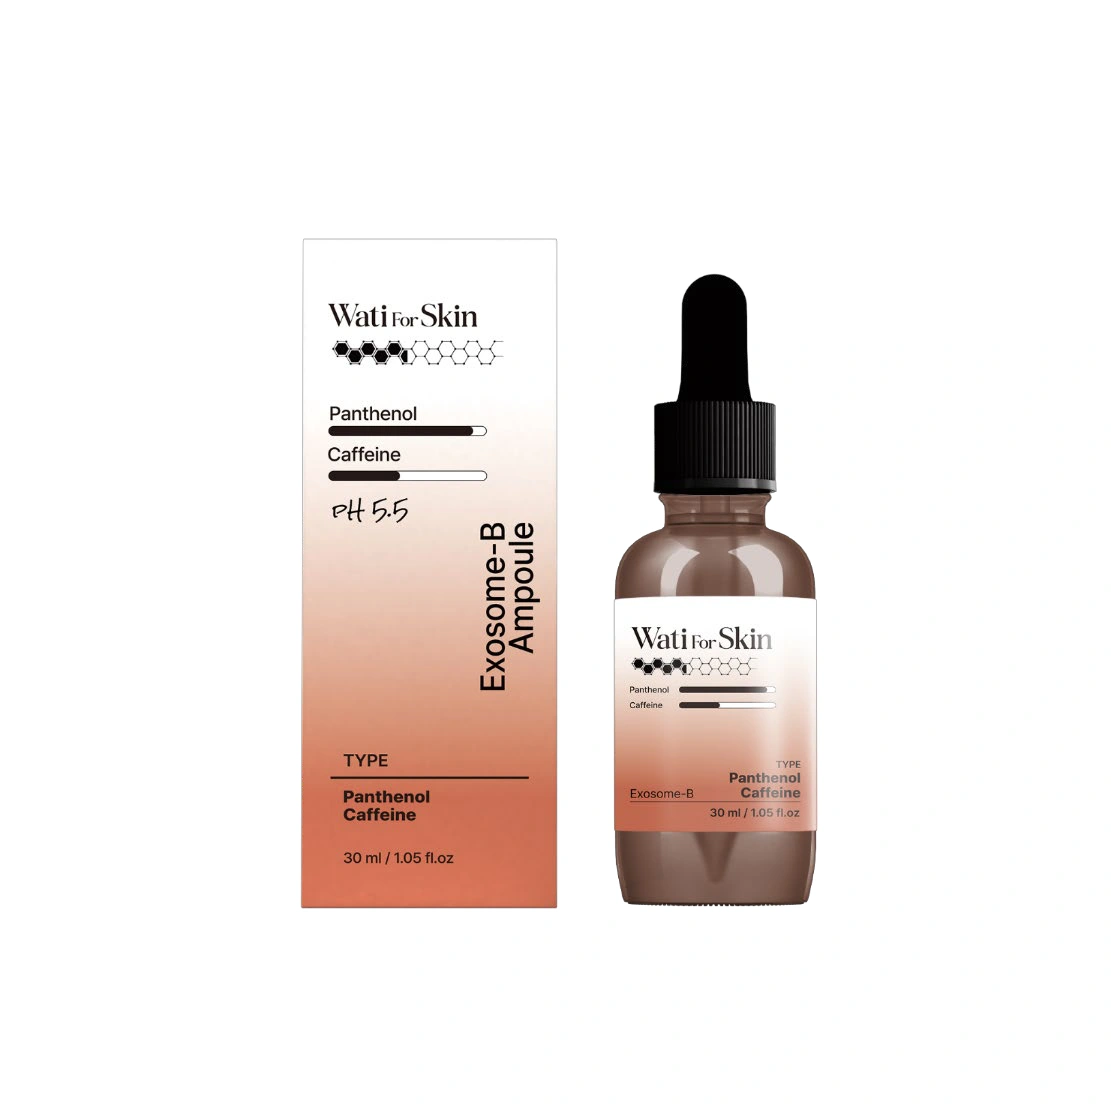 Wati For Skin
Panthenol
Caffeine
pH 5.5
Exosome-B
Ampoule
TYPE
Panthenol
Caffeine
30 ml / 1.05 fl.oz
Wati For Skin
Panthenol
Caffeine
TYPE
Panthenol
Caffeine
Exosome-B
30 ml / 1.05 fl.oz